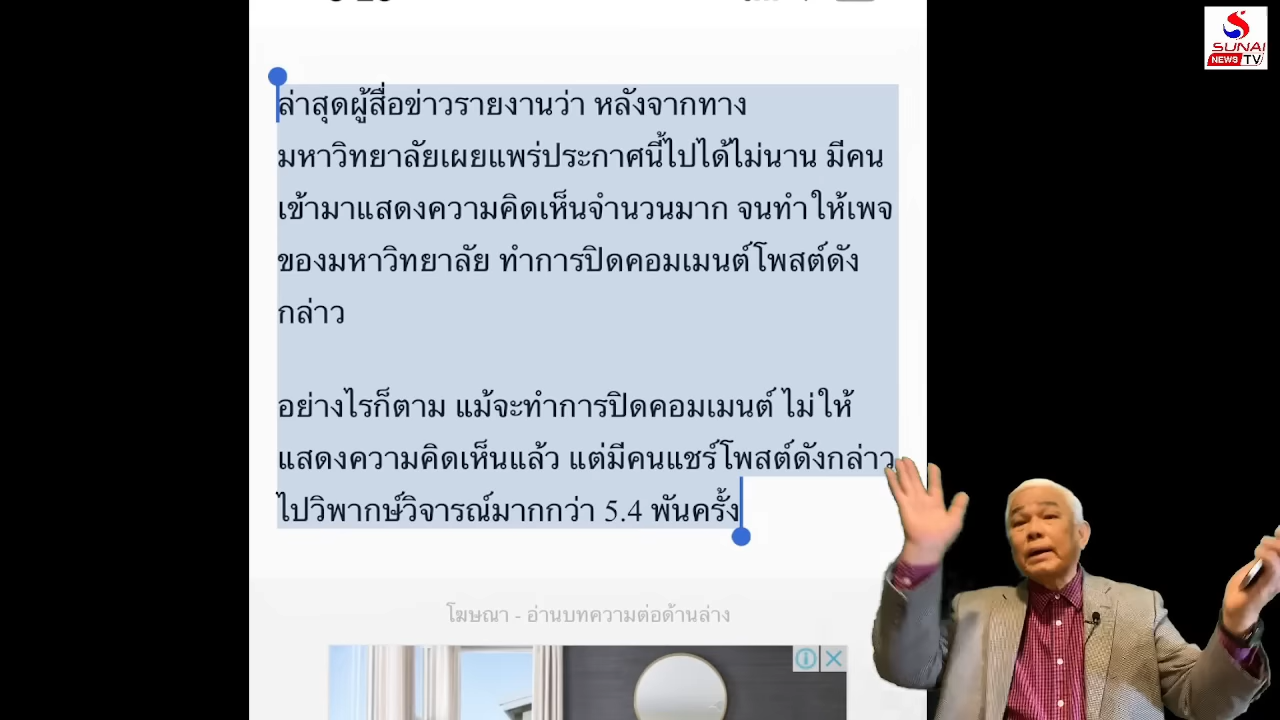 SUNAI
NEWS TV
ล่าสุดผู้สื่อข่าวรายงานว่า หลังจากทาง
มหาวิทยาลัยเผยแพร่ประกาศนี้ไปได้ไม่นาน มีคน
เข้ามาแสดงความคิดเห็นจำนวนมาก จนทำให้เพจ
ของมหาวิทยาลัย ทำการปิดคอมเมนต์โพสต์ดัง
กล่าว
อย่างไรก็ตาม แม้จะทำการปิดคอมเมนต์ ไม่ให้
แสดงความคิดเห็นแล้ว แต่มีคนแชร์โพสต์ดังกล่าว
ไปวิพากษ์วิจารณ์มากกว่า 5.4 พันครั้ง
โฆษณา - อ่านบทความต่อด้านล่าง